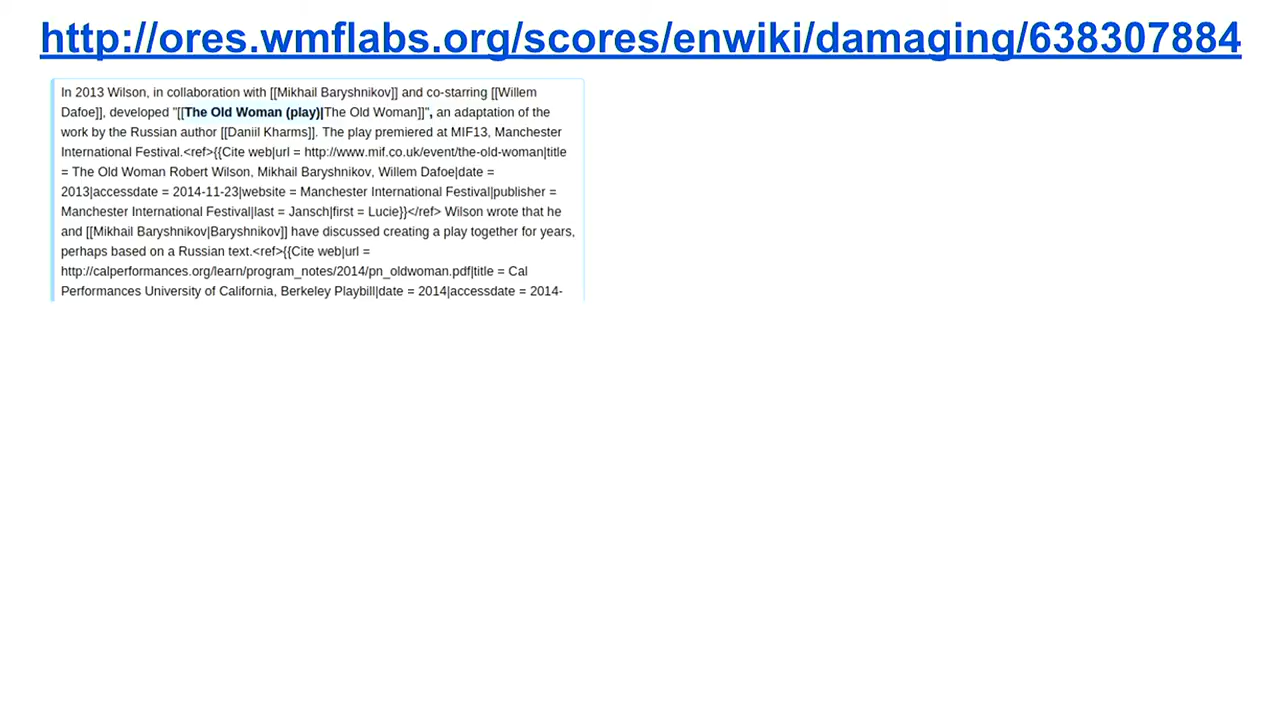 http://ores.wmflabs.org/scores/enwiki/damaging/638307884
In 2013 Wilson, in collaboration with [[Mikhail Baryshnikov]] and co-starring [[Willem
Dafoe]], developed "[[The Old Woman (play)|The Old Woman]]", an adaptation of the
work by the Russian author [[Daniil Kharms]]. The play premiered at MIF13, Manchester
International Festival.<ref>{{Cite web|url = http://www.mif.co.uk/event/the-old-woman|title
= The Old Woman Robert Wilson, Mikhail Baryshnikov, Willem Dafoe|date =
2013|accessdate = 2014-11-23|website = Manchester International Festival|publisher =
Manchester International Festival|last = Jansch|first = Lucie}}</ref> Wilson wrote that he
and [[Mikhail Baryshnikov|Baryshnikov]] have discussed creating a play together for years,
perhaps based on a Russian text.<ref>{{Cite web|url =
http://calperformances.org/learn/program_notes/2014/pn_oldwoman.pdf|title = Cal
Performances University of California, Berkeley Playbill|date = 2014|accessdate = 2014-